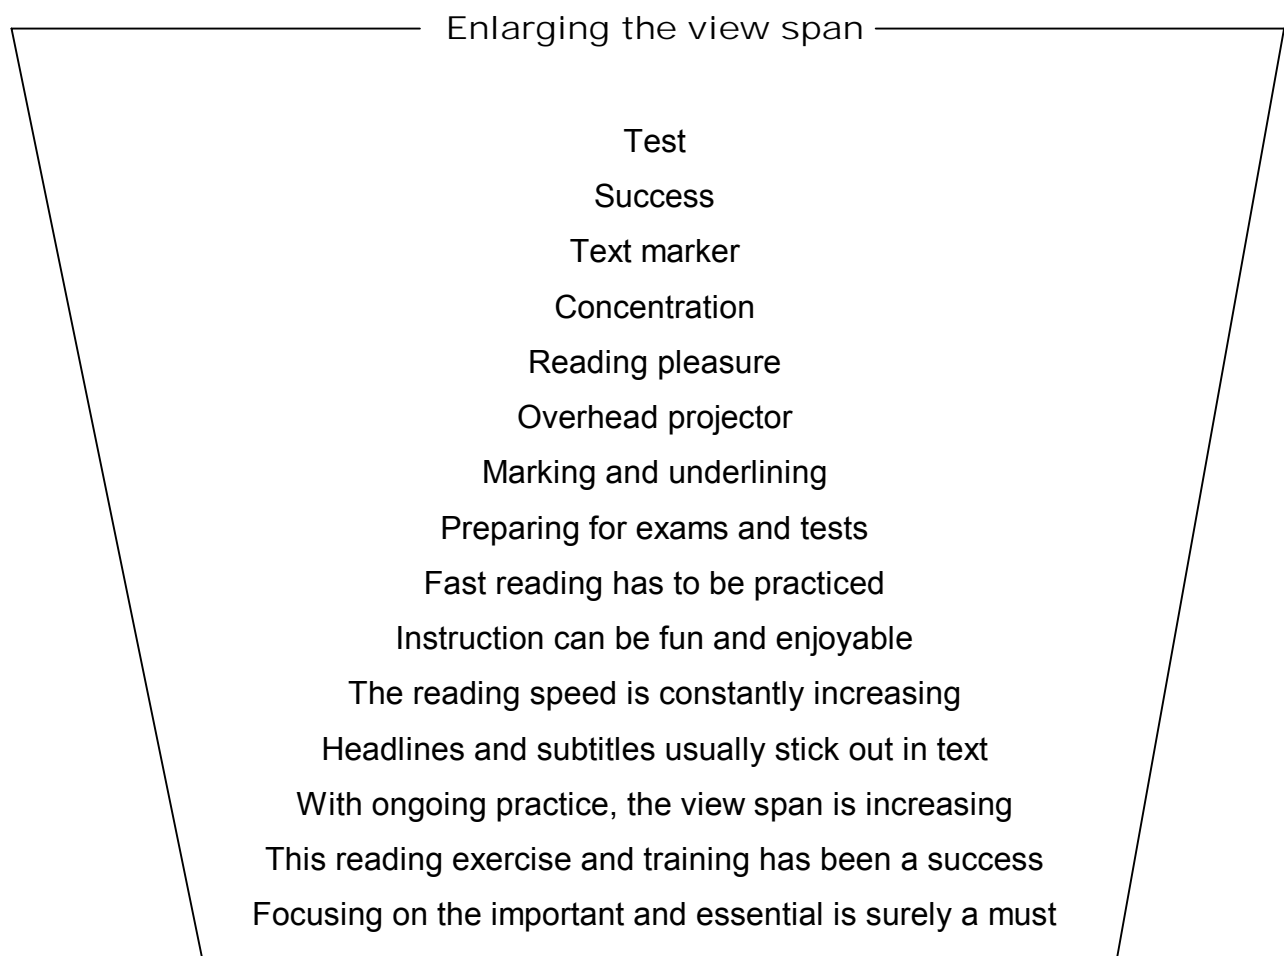 Enlarging the view span
Test
Success
Text marker
Concentration
Reading pleasure
Overhead projector
Marking and underlining
Preparing for exams and tests
Fast reading has to be practiced
Instruction can be fun and enjoyable
The reading speed is constantly increasing
Headlines and subtitles usually stick out in text
With ongoing practice, the view span is increasing
This reading exercise and training has been a success
Focusing on the important and essential is surely a must